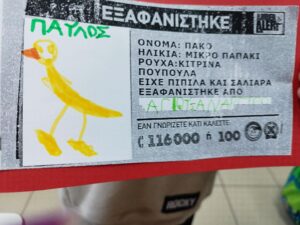 ΕΞΑΦΑΝΙΣΤΗΚΕ
ΠΑΥΛΟΣ
ΟΝΟΜΑ: ΠΑΚΟ
ΗΛΙΚΙΑ: ΜΙΚΡΟ ΠΑΠΑΚΙ
ΡΟΥΧΑ: ΚΙΤΡΙΝΑ
ΠΟΥΠΟΥΛΑ
ΕΙΧΕ ΠΙΠΙΛΑ ΚΑΙ ΣΑΛΙΑΡΑ
ΕΞΑΦΑΝΙΣΤΗΚΕ ΑΠΟ
ΕΑΝ ΓΝΩΡΙΖΕΤΕ ΚΑΤΙ ΚΑΛΕΣΤΕ
116000 ή 100